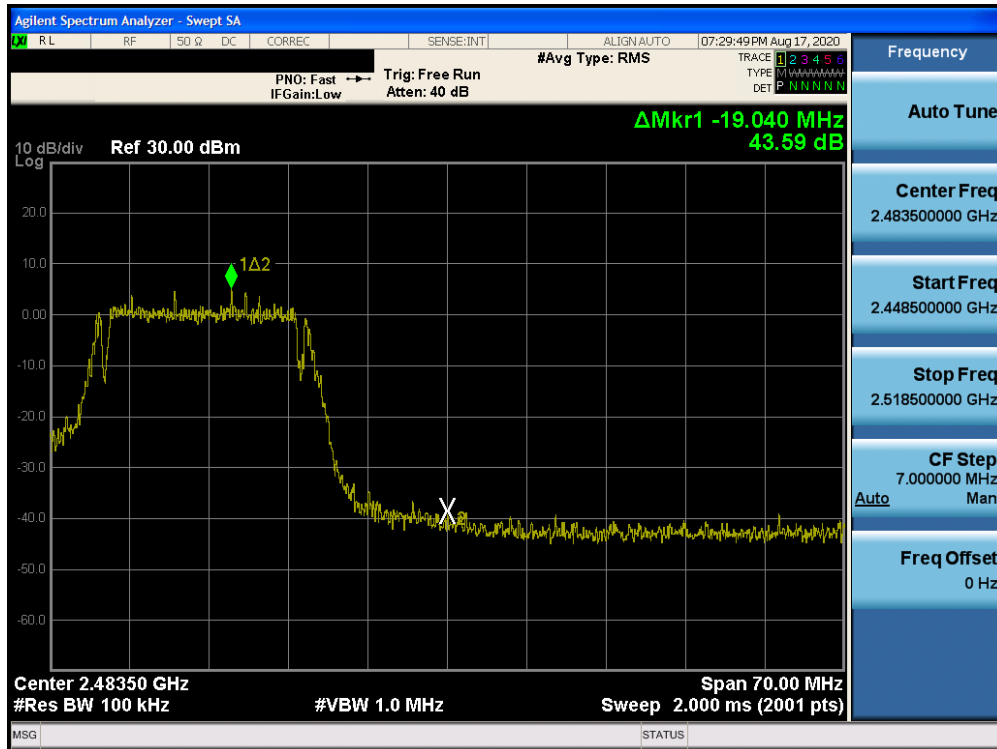 Agilent Spectrum Analyzer - Swept SA
LXI RL RF 50 Ω DC CORREC SENSE:INT ALIGN AUTO 07:29:49 PM Aug 17, 2020
Frequency
#Avg Type: RMS
TRACE 1 2 3 4 5 6
PNO: Fast Trig: Free Run
TYPE M WWWWW
IFGain:Low Atten: 40 dB
DET P N N N N N
Auto Tune
ΔMkr1 -19.040 MHz
43.59 dB
10 dB/div Ref 30.00 dBm
Log
20.0
10.0
0.00
-10.0
-20.0
-30.0
-40.0
-50.0
-60.0
1Δ2
X2
Center Freq
2.483500000 GHz
Start Freq
2.448500000 GHz
Stop Freq
2.518500000 GHz
CF Step
7.000000 MHz
Auto Man
Freq Offset
0 Hz
Center 2.48350 GHz Span 70.00 MHz
#Res BW 100 kHz #VBW 1.0 MHz Sweep 2.000 ms (2001 pts)
MSG STATUS